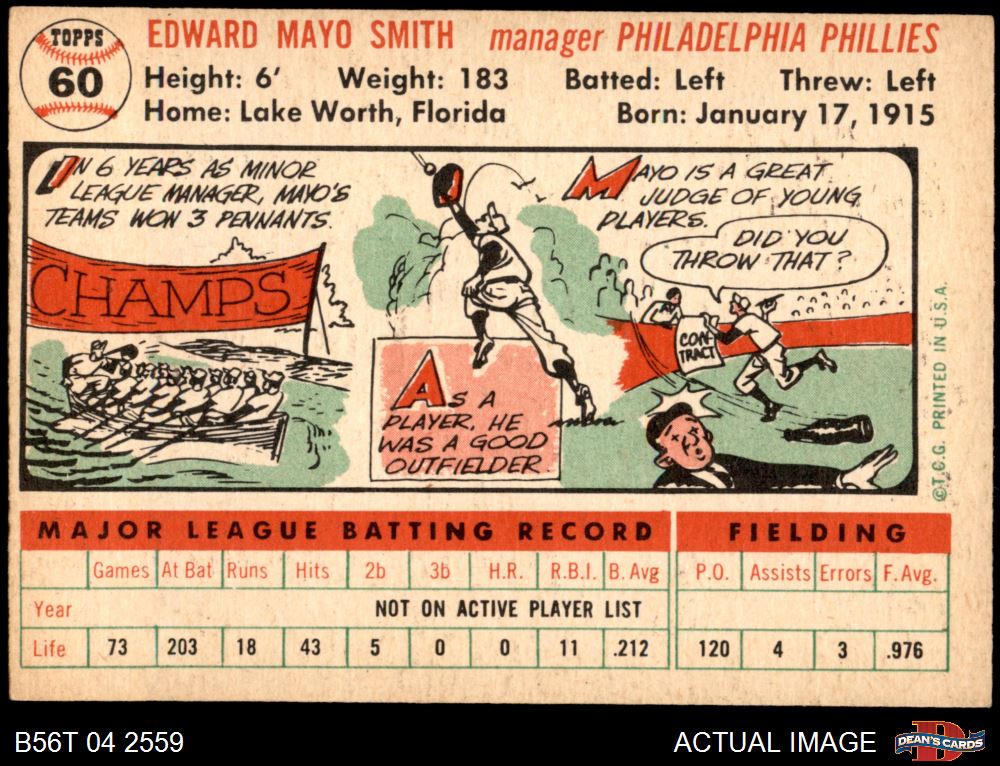 TOPPS
60
EDWARD MAYO SMITH manager PHILADELPHIA PHILLIES
Height: 6' Weight: 183 Batted: Left Threw: Left
Home: Lake Worth, Florida Born: January 17, 1915
IN 6 YEARS AS MINOR
LEAGUE MANAGER, MAYO'S
TEAMS WON 3 PENNANTS.
CHAMPS
AS A
PLAYER, HE
WAS A GOOD
OUTFIELDER.
MAYO IS A GREAT
JUDGE OF YOUNG
PLAYERS.
DID YOU
THROW THAT?
CON-
TRACT
©T.C.G. PRINTED IN U.S.A.
MAJOR LEAGUE BATTING RECORD FIELDING
Games At Bat Runs Hits 2b 3b H.R. R.B.I. B. Avg P.O. Assists Errors F. Avg.
Year NOT ON ACTIVE PLAYER LIST
Life 73 203 18 43 5 0 0 11 .212 120 4 3 .976
B56T 04 2559 ACTUAL IMAGE DEAN'S CARDS